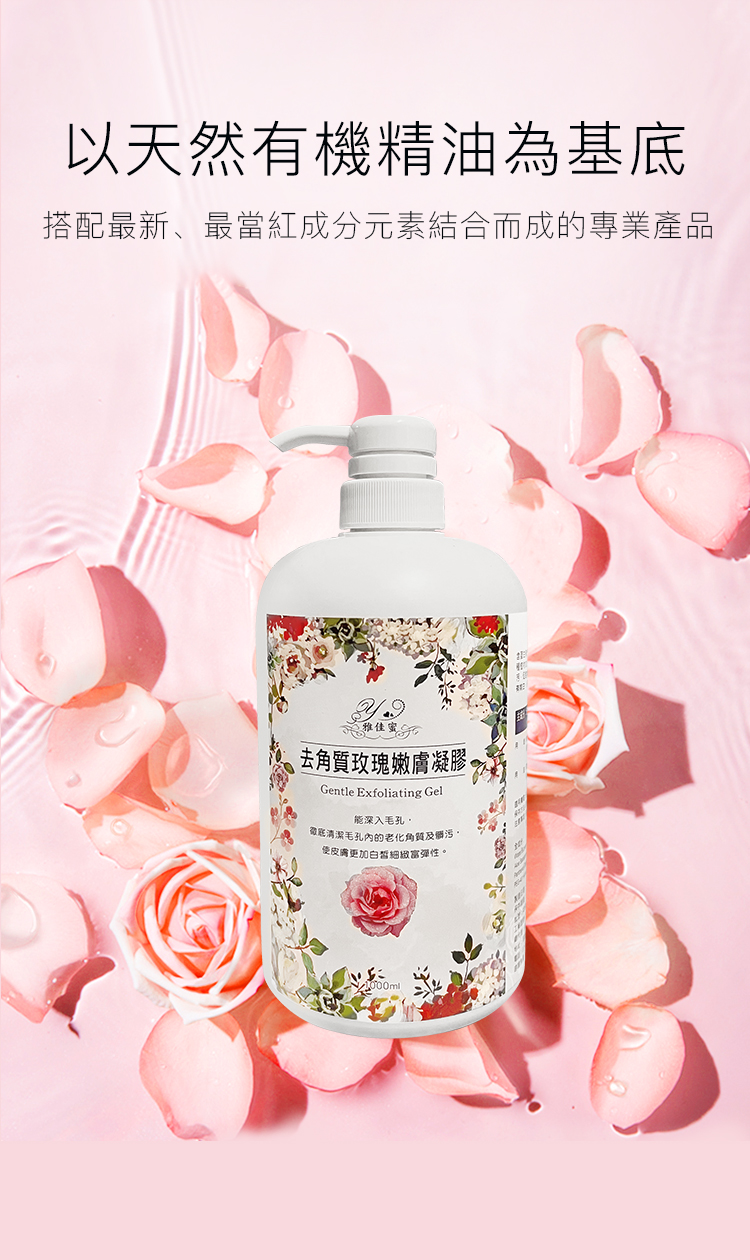 以天然有機精油為基底
搭配最新、最當紅成分元素結合而成的專業產品
雅佳蜜
去角質玫瑰嫩膚凝膠
Gentle Exfoliating Gel
能深入毛孔，
徹底清潔毛孔內的老化角質及髒污，
使皮膚更加白皙細緻富彈性。
1000ml